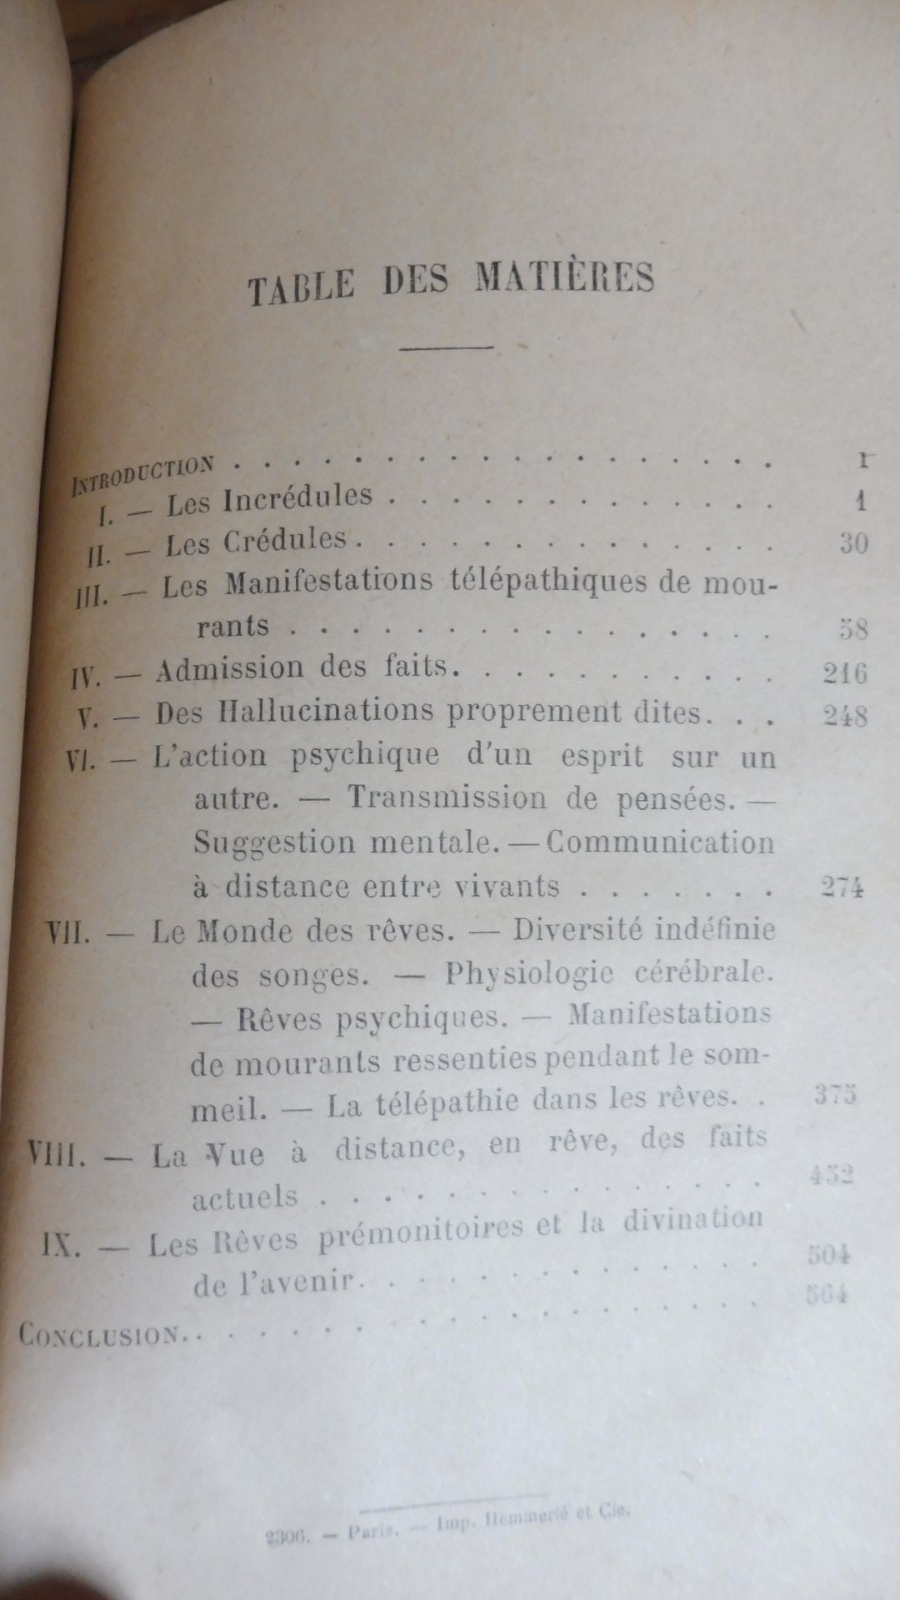 TABLE DES MATIÈRES
INTRODUCTION . . . . . . . . . . . . . . . . . . I
I. — Les Incrédules . . . . . . . . . . . . . 1
II. — Les Crédules . . . . . . . . . . . . . . 30
III. — Les Manifestations télépathiques de mou-
rants . . . . . . . . . . . . . . . . . 58
IV. — Admission des faits. . . . . . . . . . . 216
V. — Des Hallucinations proprement dites. . . 248
VI. — L'action psychique d'un esprit sur un
autre. — Transmission de pensées. —
Suggestion mentale. — Communication
à distance entre vivants . . . . . . . 274
VII. — Le Monde des rêves. — Diversité indéfinie
des songes. — Physiologie cérébrale.
— Rêves psychiques. — Manifestations
de mourants ressenties pendant le som-
meil. — La télépathie dans les rêves. . 375
VIII. — La Vue à distance, en rêve, des faits
actuels . . . . . . . . . . . . . . . 452
IX. — Les Rêves prémonitoires et la divination
de l'avenir. . . . . . . . . . . . . 504
CONCLUSION. . . . . . . . . . . . . . . . . . 564
2306. — Paris. — Imp. Hemmerlé et Cie.